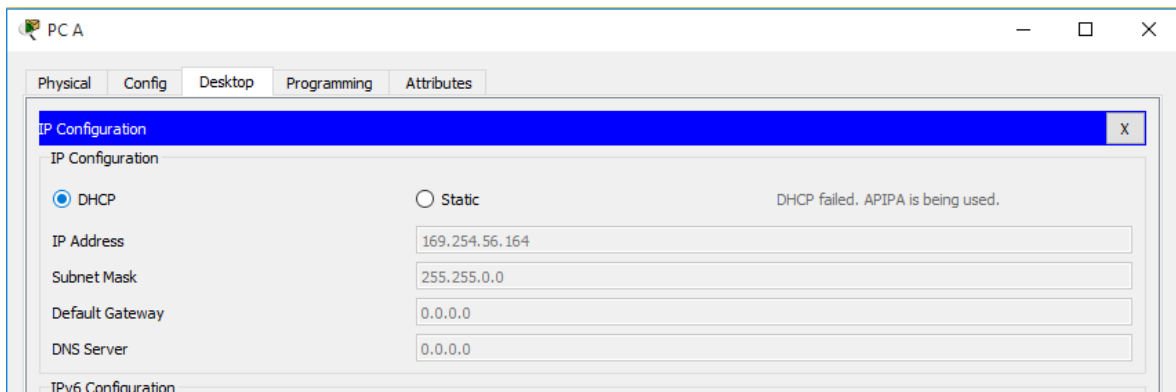 PC A
Physical Config Desktop Programming Attributes
IP Configuration X
IP Configuration
DHCP Static DHCP failed. APIPA is being used.
IP Address 169.254.56.164
Subnet Mask 255.255.0.0
Default Gateway 0.0.0.0
DNS Server 0.0.0.0
IPv6 Configuration